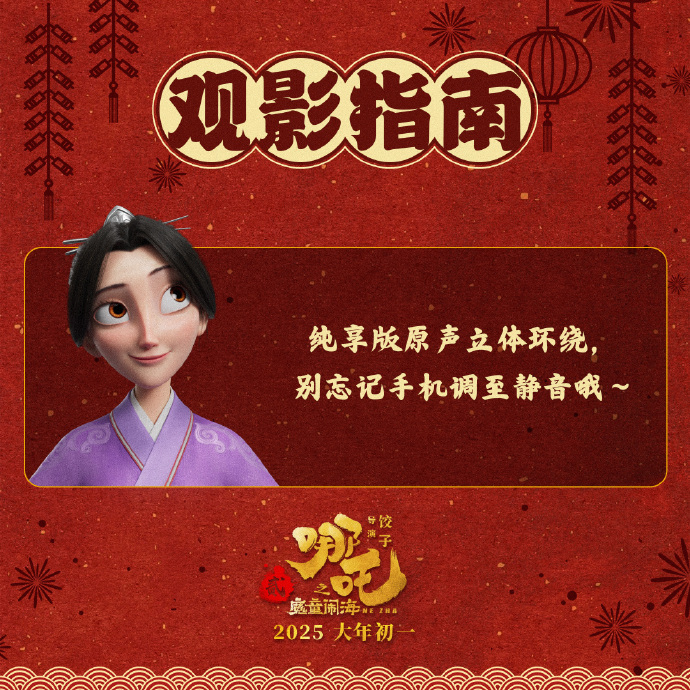 观影指南
纯享版原声立体环绕，
别忘记手机调至静音哦～
导演
饺子
哪吒
之
贰
魔童闹海
NE ZHA
2025 大年初一